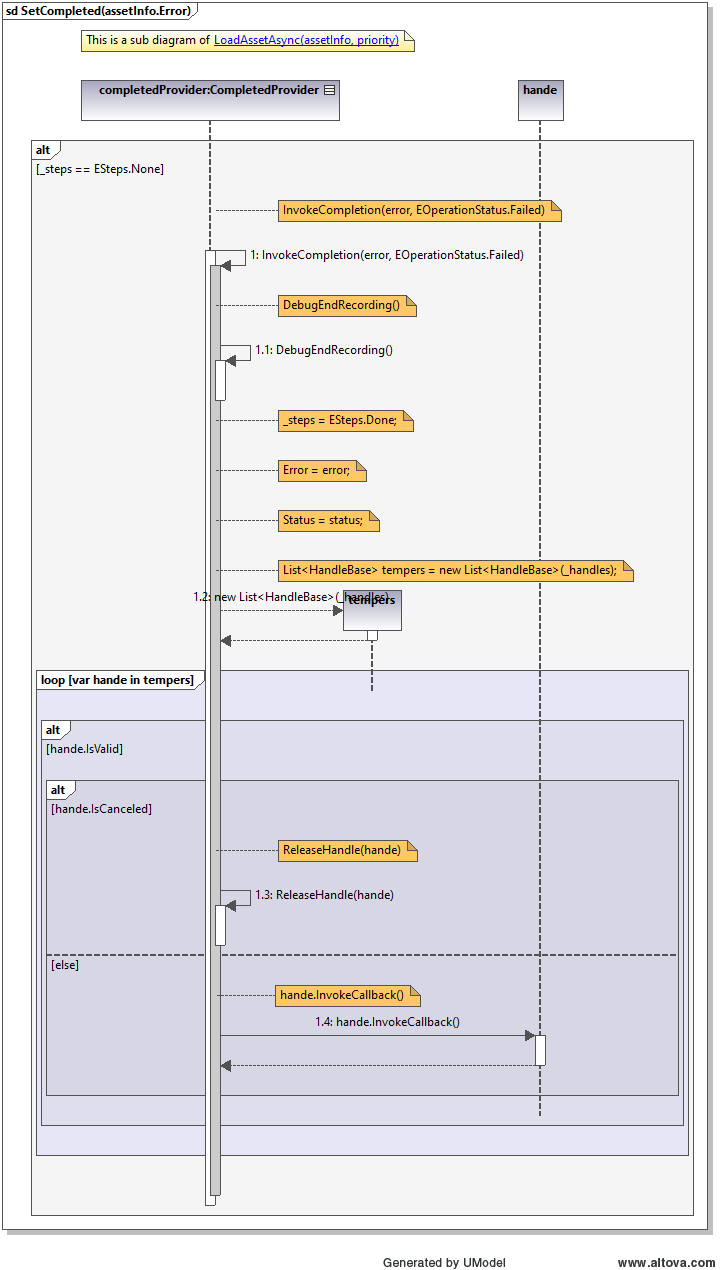 sd SetCompleted(assetInfo.Error)
This is a sub diagram of LoadAssetAsync(assetInfo, priority)
completedProvider:CompletedProvider
hande
alt
[_steps == ESteps.None]
InvokeCompletion(error, EOperationStatus.Failed)
1: InvokeCompletion(error, EOperationStatus.Failed)
DebugEndRecording()
1.1: DebugEndRecording()
_steps = ESteps.Done;
Error = error;
Status = status;
List<HandleBase> tempers = new List<HandleBase>(_handles);
1.2: new List<HandleBase>(_handles)
tempers
loop [var hande in tempers]
alt
[hande.IsValid]
alt
[hande.IsCanceled]
ReleaseHandle(hande)
1.3: ReleaseHandle(hande)
[else]
hande.InvokeCallback()
1.4: hande.InvokeCallback()
Generated by UModel
www.altova.com